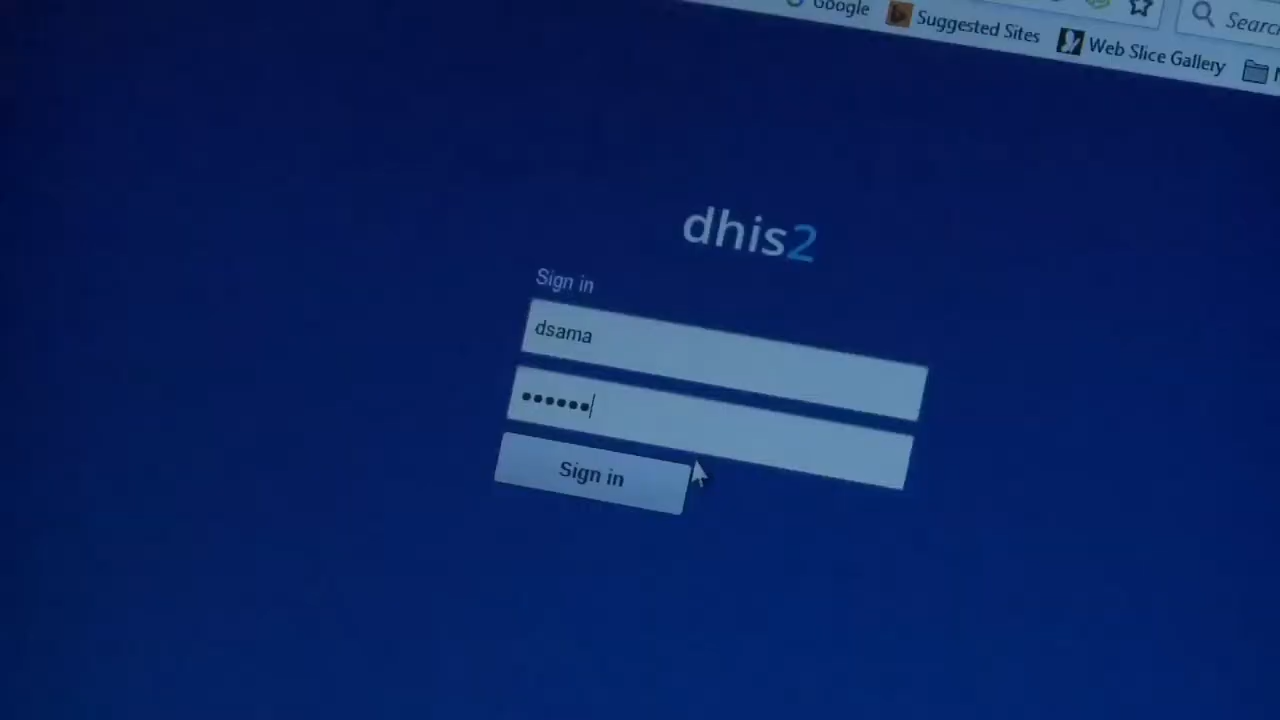 Google Suggested Sites Web Slice Gallery
dhis2
Sign in
dsama
••••••
Sign in